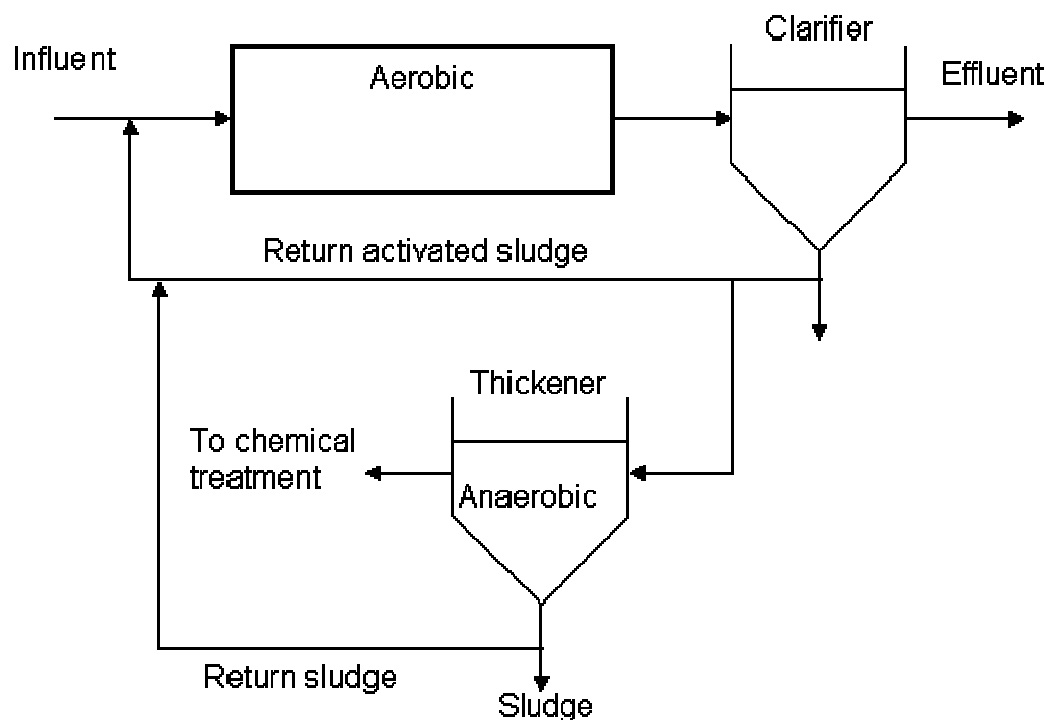 Clarifier
Influent
Aerobic
Effluent
Return activated sludge
Thickener
To chemical
treatment
Anaerobic
Return sludge
Sludge